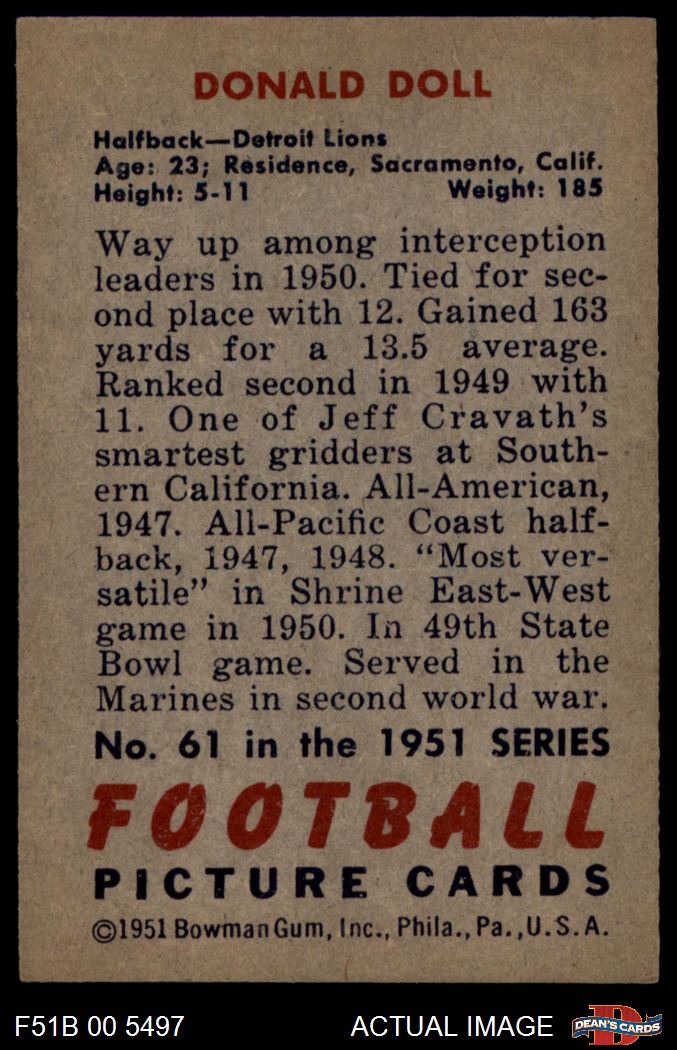 DONALD DOLL
Halfback—Detroit Lions
Age: 23; Residence, Sacramento, Calif.
Height: 5-11 Weight: 185
Way up among interception
leaders in 1950. Tied for sec-
ond place with 12. Gained 163
yards for a 13.5 average.
Ranked second in 1949 with
11. One of Jeff Cravath's
smartest gridders at South-
ern California. All-American,
1947. All-Pacific Coast half-
back, 1947, 1948. "Most ver-
satile" in Shrine East-West
game in 1950. In 49th State
Bowl game. Served in the
Marines in second world war.
No. 61 in the 1951 SERIES
FOOTBALL
PICTURE CARDS
©1951 Bowman Gum, Inc., Phila., Pa., U.S.A.
F51B 00 5497 ACTUAL IMAGE D DEAN'S CARDS